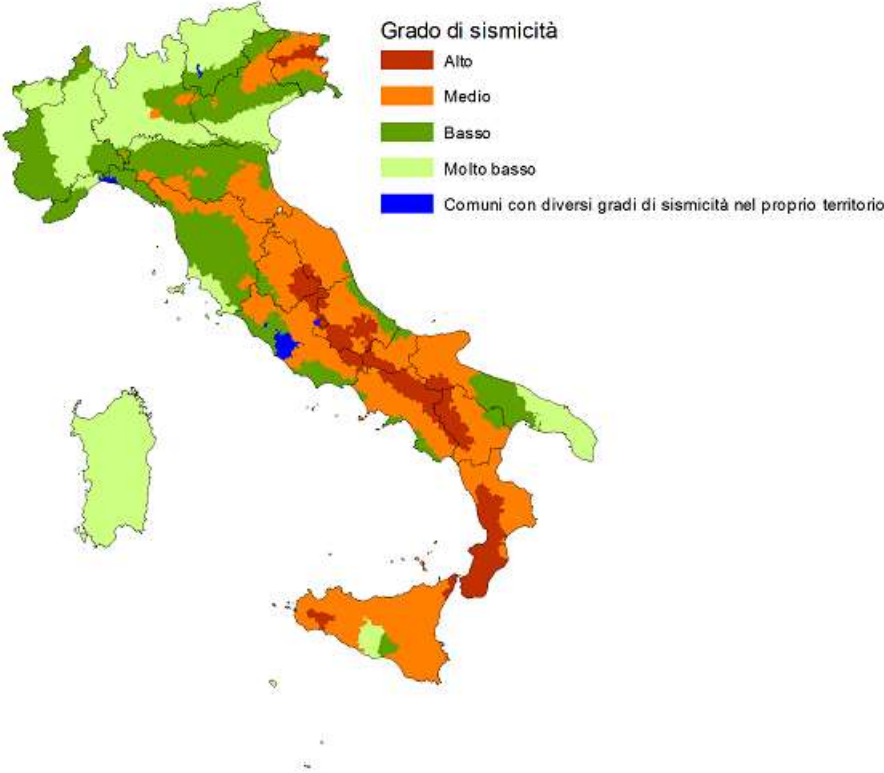 Grado di sismicità
Alto
Medio
Basso
Molto basso
Comuni con diversi gradi di sismicità nel proprio territorio